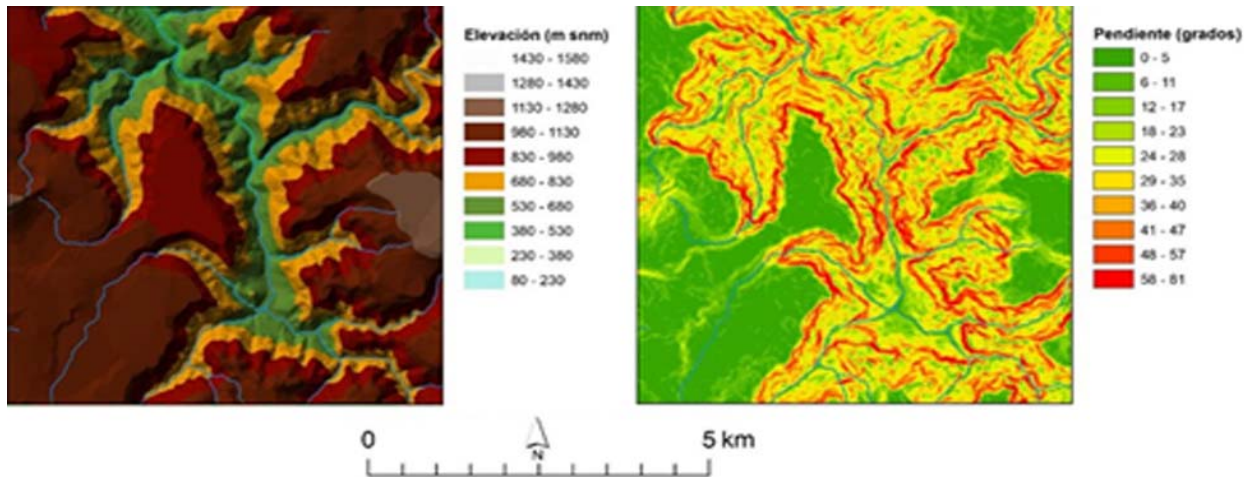 Elevación (m snm)
1430 - 1580
1280 - 1430
1130 - 1280
980 - 1130
830 - 980
680 - 830
530 - 680
380 - 530
230 - 380
80 - 230
Pendiente (grados)
0 - 5
6 - 11
12 - 17
18 - 23
24 - 28
29 - 35
36 - 40
41 - 47
48 - 57
58 - 81
0
5 km
N